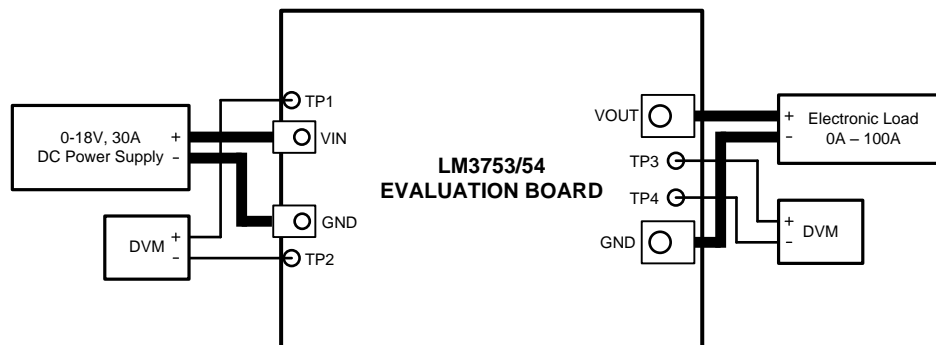 0-18V, 30A
DC Power Supply
+
-
DVM
+
-
TP1
VIN
GND
TP2
LM3753/54
EVALUATION BOARD
VOUT
TP3
TP4
GND
+
-
Electronic Load
0A – 100A
+
-
DVM